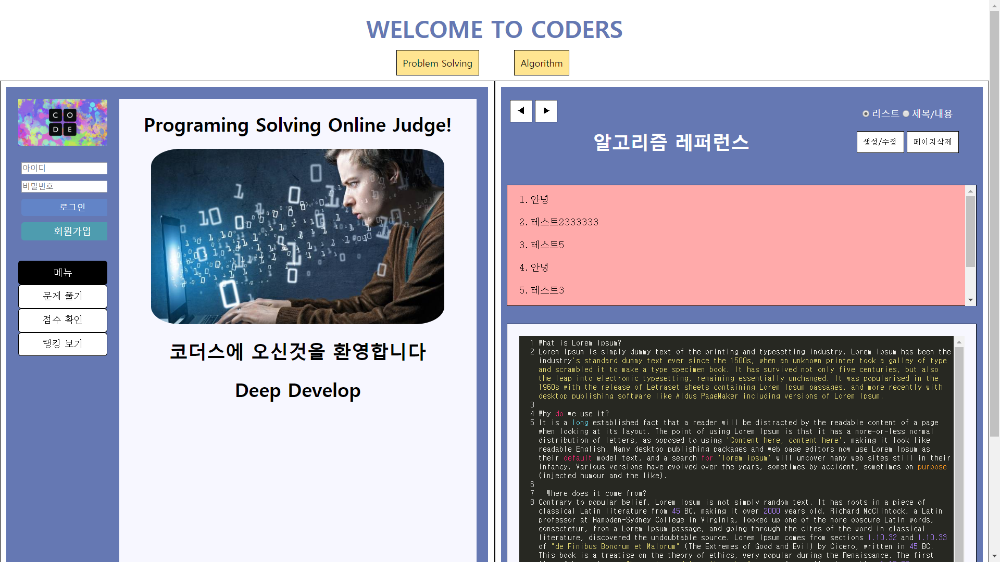 WELCOME TO CODERS
Problem Solving
Algorithm
C O
D E
아이디
비밀번호
로그인
회원가입
메뉴
문제 풀기
점수 확인
랭킹 보기
Programing Solving Online Judge!
코더스에 오신것을 환영합니다
Deep Develop
◀ ▶
리스트 제목/내용
알고리즘 레퍼런스
생성/수정 페이지삭제
1. 안녕
2. 테스트2333333
3. 테스트5
4. 안녕
5. 테스트3
1 What is Lorem Ipsum?
2 Lorem Ipsum is simply dummy text of the printing and typesetting industry. Lorem Ipsum has been the
industry's standard dummy text ever since the 1500s, when an unknown printer took a galley of type
and scrambled it to make a type specimen book. It has survived not only five centuries, but also
the leap into electronic typesetting, remaining essentially unchanged. It was popularised in the
1960s with the release of Letraset sheets containing Lorem Ipsum passages, and more recently with
desktop publishing software like Aldus PageMaker including versions of Lorem Ipsum.
3
4 Why do we use it?
5 It is a long established fact that a reader will be distracted by the readable content of a page
when looking at its layout. The point of using Lorem Ipsum is that it has a more-or-less normal
distribution of letters, as opposed to using 'Content here, content here', making it look like
readable English. Many desktop publishing packages and web page editors now use Lorem Ipsum as
their default model text, and a search for 'lorem ipsum' will uncover many web sites still in their
infancy. Various versions have evolved over the years, sometimes by accident, sometimes on purpose
(injected humour and the like).
6
7 Where does it come from?
8 Contrary to popular belief, Lorem Ipsum is not simply random text. It has roots in a piece of
classical Latin literature from 45 BC, making it over 2000 years old. Richard McClintock, a Latin
professor at Hampden-Sydney College in Virginia, looked up one of the more obscure Latin words,
consectetur, from a Lorem Ipsum passage, and going through the cites of the word in classical
literature, discovered the undoubtable source. Lorem Ipsum comes from sections 1.10.32 and 1.10.33
of "de Finibus Bonorum et Malorum" (The Extremes of Good and Evil) by Cicero, written in 45 BC.
This book is a treatise on the theory of ethics, very popular during the Renaissance. The first